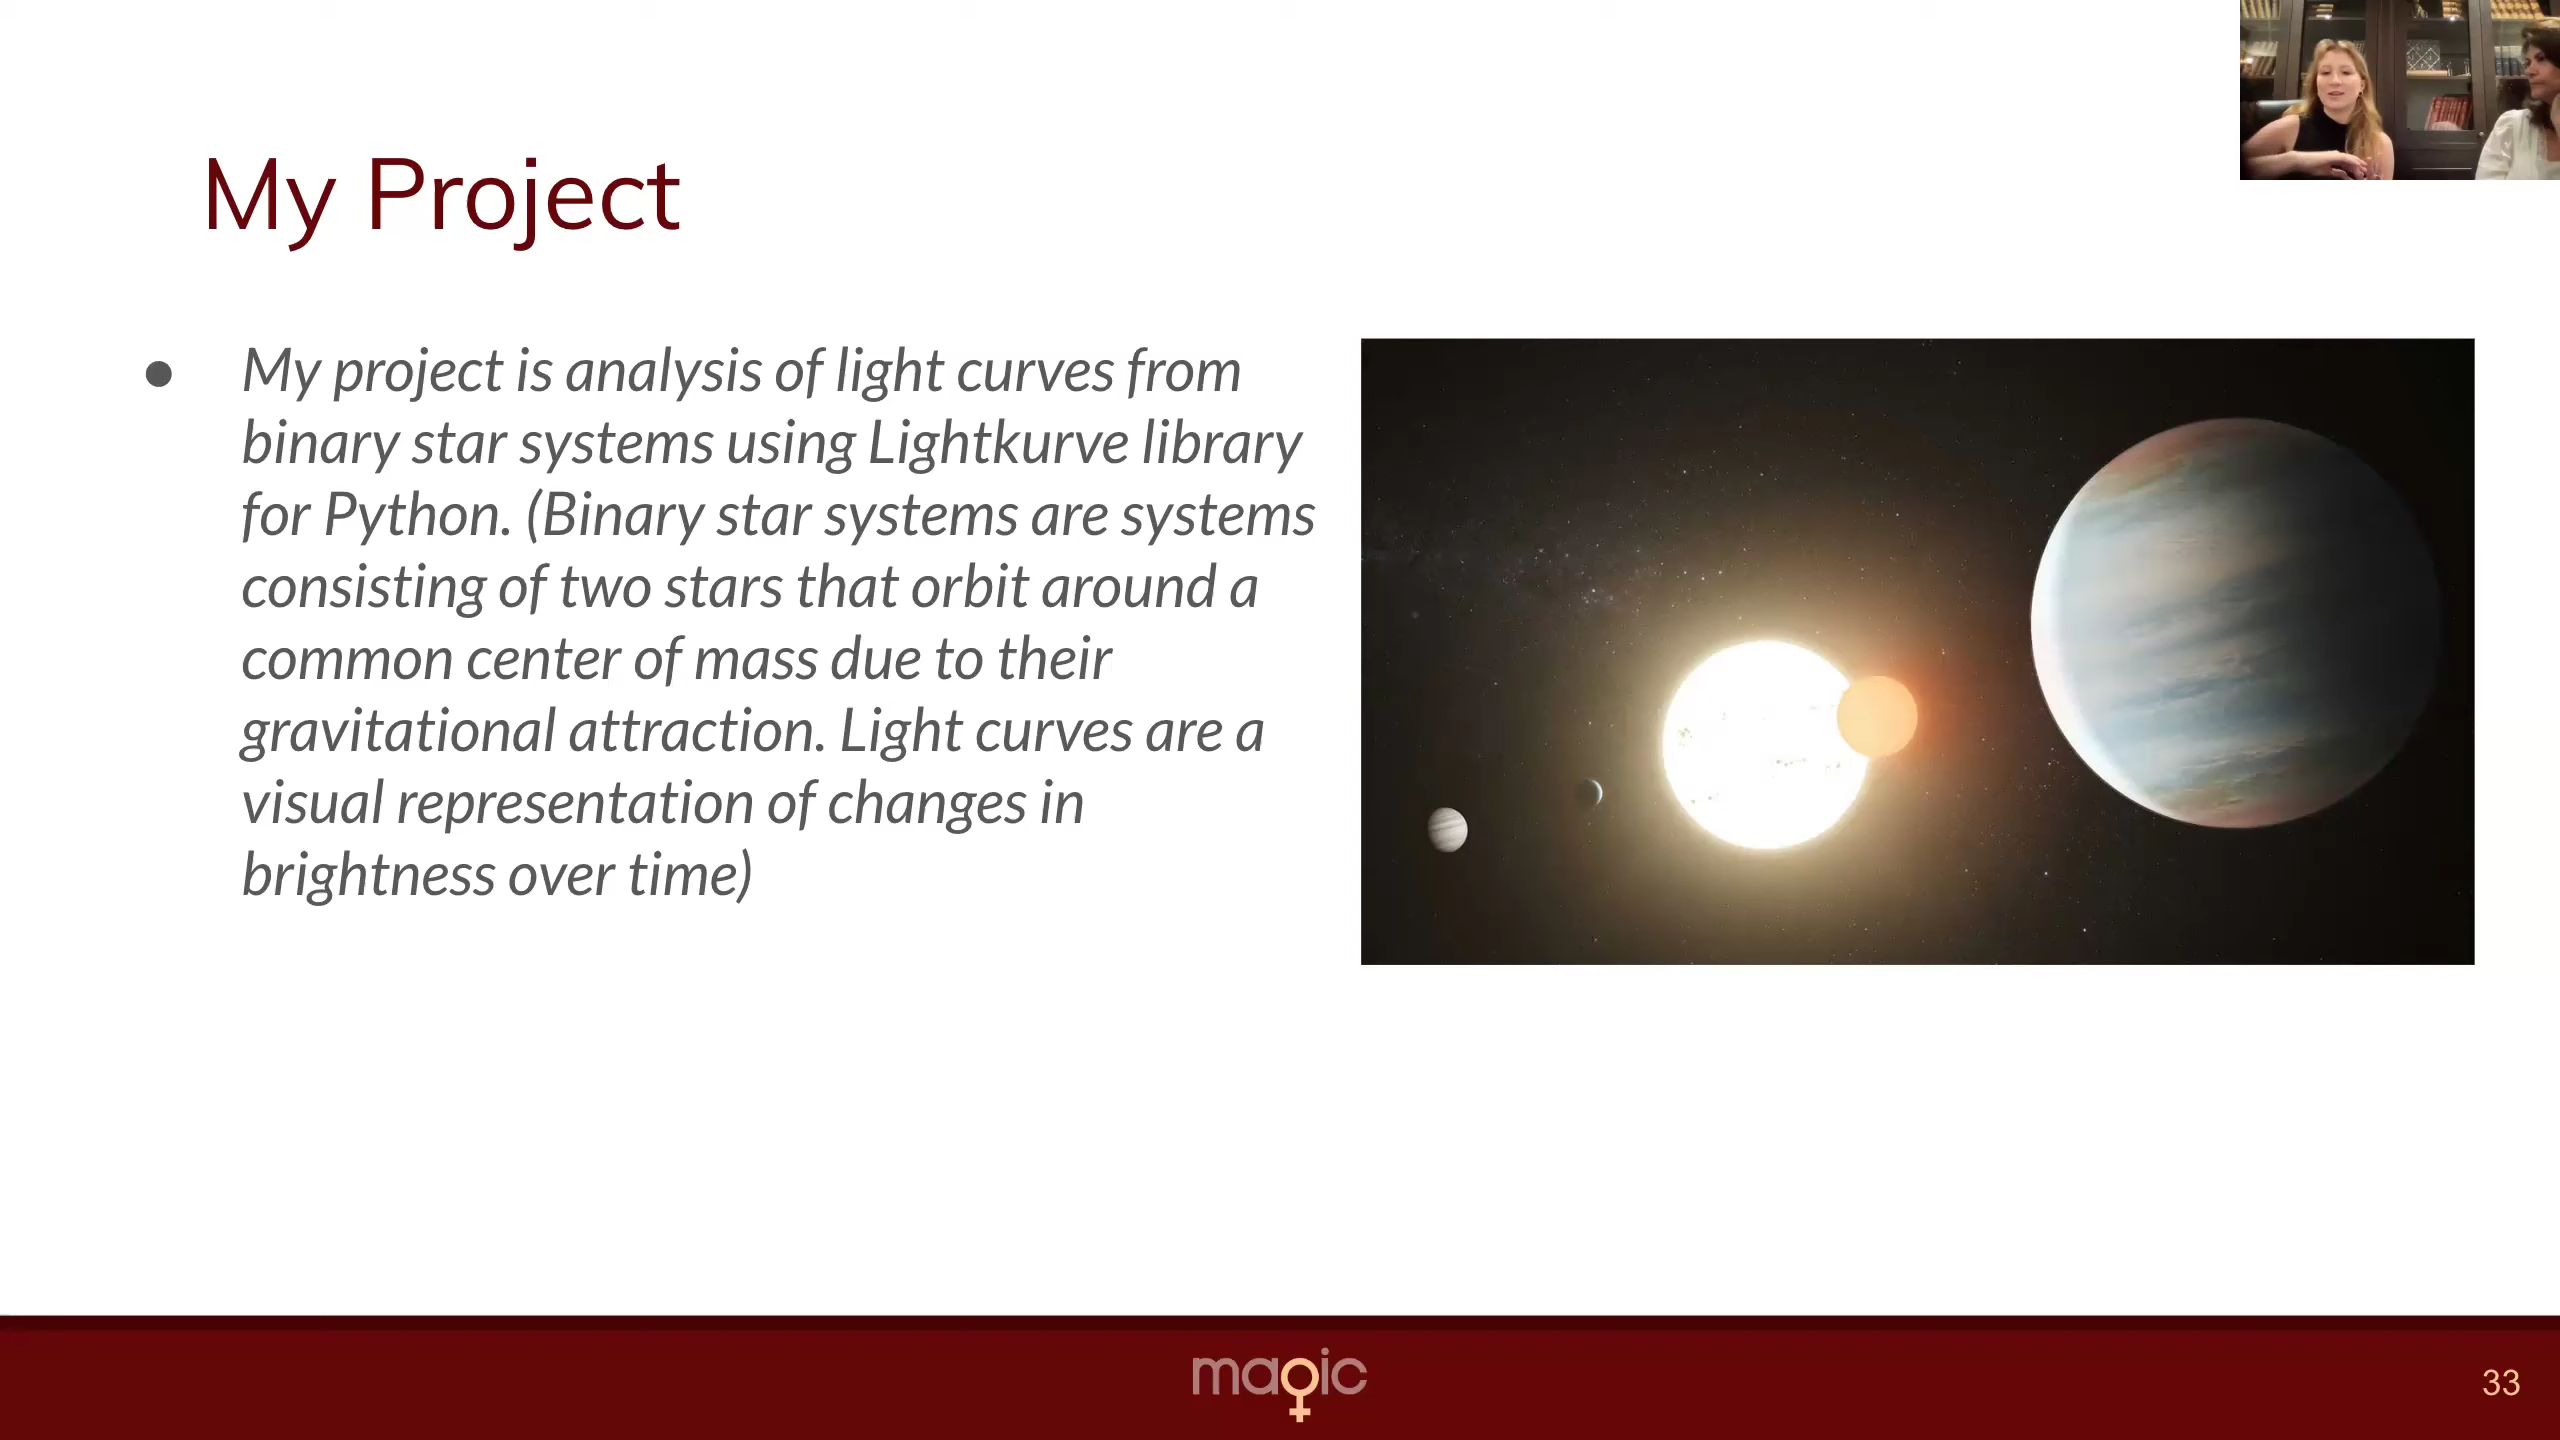 My Project
● My project is analysis of light curves from
binary star systems using Lightkurve library
for Python. (Binary star systems are systems
consisting of two stars that orbit around a
common center of mass due to their
gravitational attraction. Light curves are a
visual representation of changes in
brightness over time)
magic
33